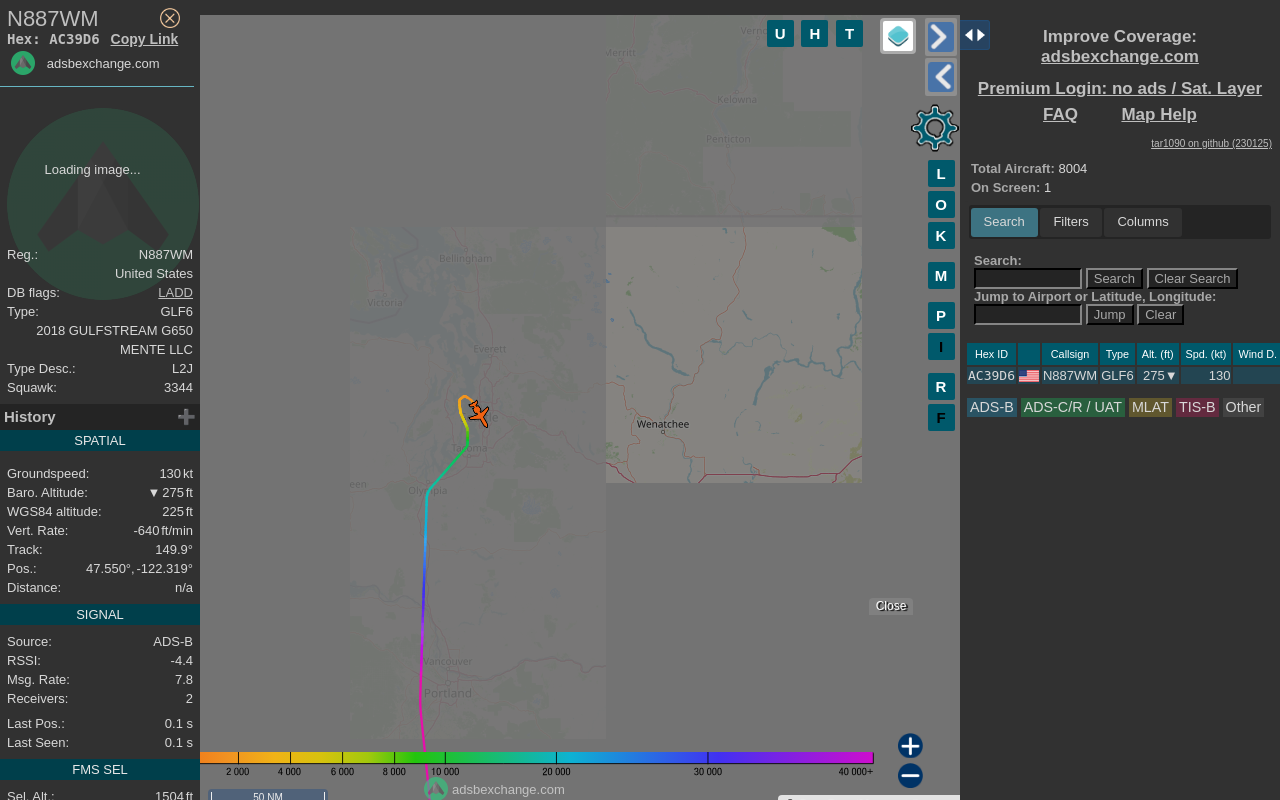 N887WM
Hex: AC39D6 Copy Link
adsbexchange.com
Loading image...
Reg.: N887WM
United States
DB flags: LADD
Type: GLF6
2018 GULFSTREAM G650
MENTE LLC
Type Desc.: L2J
Squawk: 3344
History
SPATIAL
Groundspeed: 130 kt
Baro. Altitude: ▼ 275 ft
WGS84 altitude: 225 ft
Vert. Rate: -640 ft/min
Track: 149.9°
Pos.: 47.550°, -122.319°
Distance: n/a
SIGNAL
Source: ADS-B
RSSI: -4.4
Msg. Rate: 7.8
Receivers: 2
Last Pos.: 0.1 s
Last Seen: 0.1 s
FMS SEL
Sel. Alt.: 1504 ft
U H T
Merritt
Kelowna
Penticton
Bellingham
Victoria
Everett
Tacoma
Olympia
Wenatchee
Vancouver
Portland
L
O
K
M
P
I
R
F
Close
2 000 4 000 6 000 8 000 10 000 20 000 30 000 40 000+
adsbexchange.com
50 NM
Improve Coverage:
adsbexchange.com
Premium Login: no ads / Sat. Layer
FAQ Map Help
tar1090 on github (230125)
Total Aircraft: 8004
On Screen: 1
Search Filters Columns
Search:
Search Clear Search
Jump to Airport or Latitude, Longitude:
Jump Clear
Hex ID Callsign Type Alt. (ft) Spd. (kt) Wind D.
AC39D6 N887WM GLF6 275▼ 130
ADS-B ADS-C/R / UAT MLAT TIS-B Other